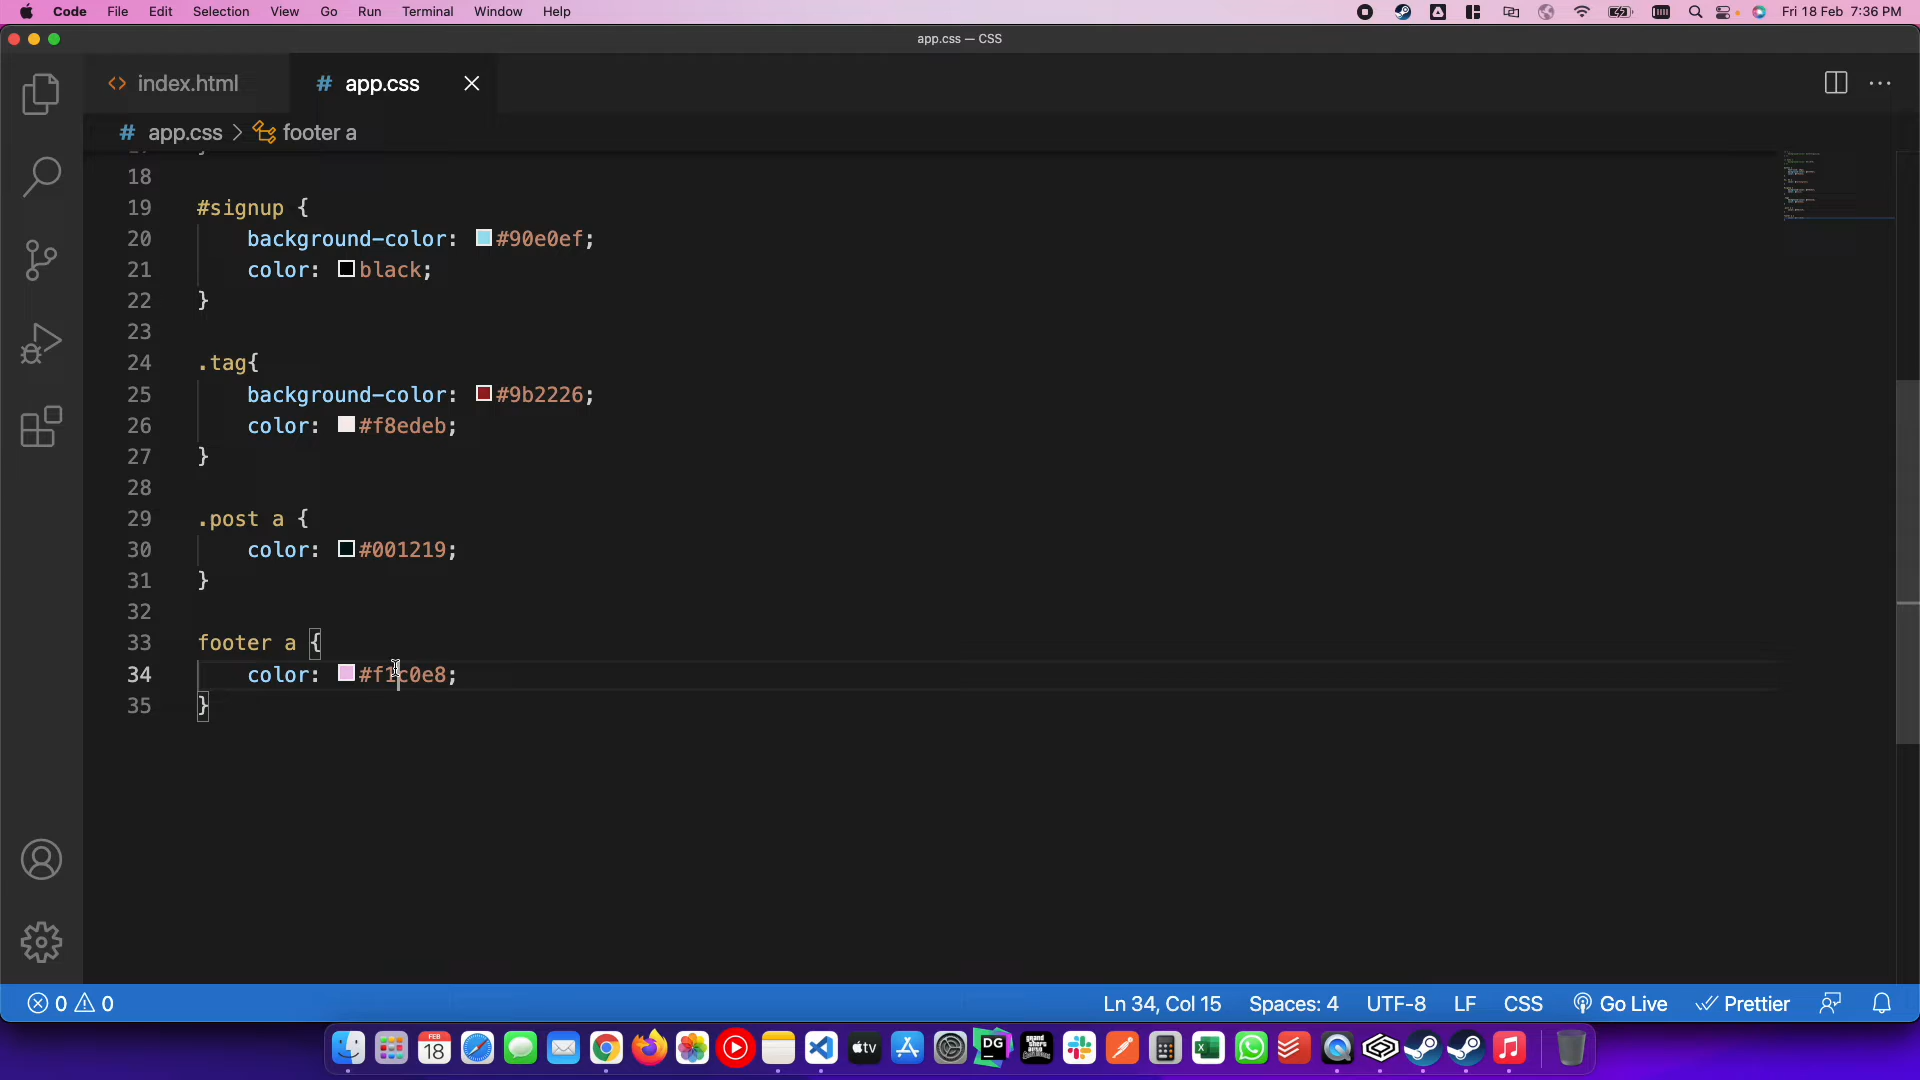 Code File Edit Selection View Go Run Terminal Window Help Fri 18 Feb 7:36 PM
app.css — CSS
<> index.html # app.css
# app.css > footer a
18
19 #signup {
20 background-color: #90e0ef;
21 color: black;
22 }
23
24 .tag{
25 background-color: #9b2226;
26 color: #f8edeb;
27 }
28
29 .post a {
30 color: #001219;
31 }
32
33 footer a {
34 color: #f1c0e8;
35 }
0 0 Ln 34, Col 15 Spaces: 4 UTF-8 LF CSS Go Live Prettier
FEB
18
tv
DG